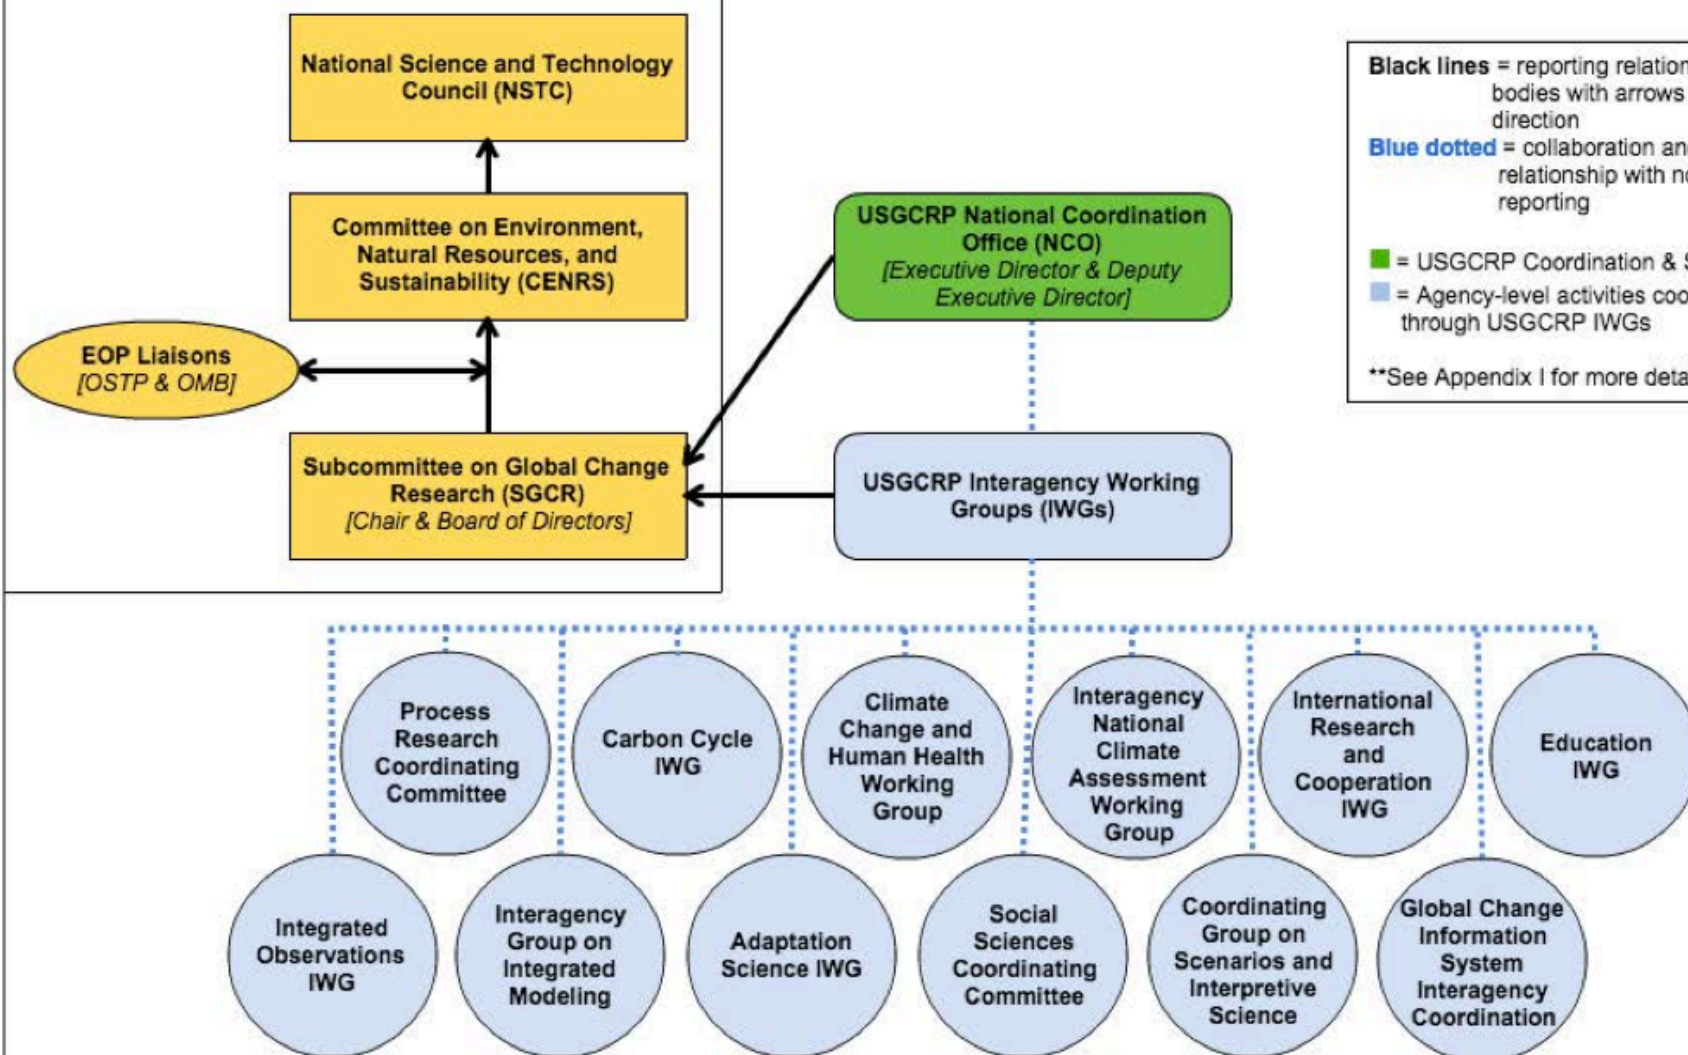 National Science and Technology
Council (NSTC)
Committee on Environment,
Natural Resources, and
Sustainability (CENRS)
EOP Liaisons
[OSTP & OMB]
Subcommittee on Global Change
Research (SGCR)
[Chair & Board of Directors]
USGCRP National Coordination
Office (NCO)
[Executive Director & Deputy
Executive Director]
USGCRP Interagency Working
Groups (IWGs)
Black lines = reporting
bodies with arrows
direction
Blue dotted = collaboration
relationship with
reporting
= USGCRP Coordination &
= Agency-level activities
through USGCRP IWGs
**See Appendix I for more
Process
Research
Coordinating
Committee
Carbon Cycle
IWG
Climate
Change and
Human Health
Working
Group
Interagency
National
Climate
Assessment
Working
Group
International
Research
and
Cooperation
IWG
Education
IWG
Integrated
Observations
IWG
Interagency
Group on
Integrated
Modeling
Adaptation
Science IWG
Social
Sciences
Coordinating
Committee
Coordinating
Group on
Scenarios and
Interpretive
Science
Global Change
Information
System
Interagency
Coordination